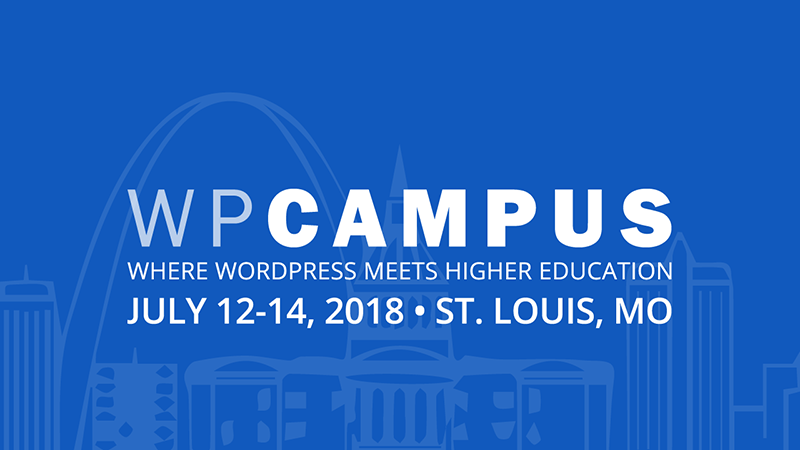 WPCAMPUS
WHERE WORDPRESS MEETS HIGHER EDUCATION
JULY 12-14, 2018 • ST. LOUIS, MO